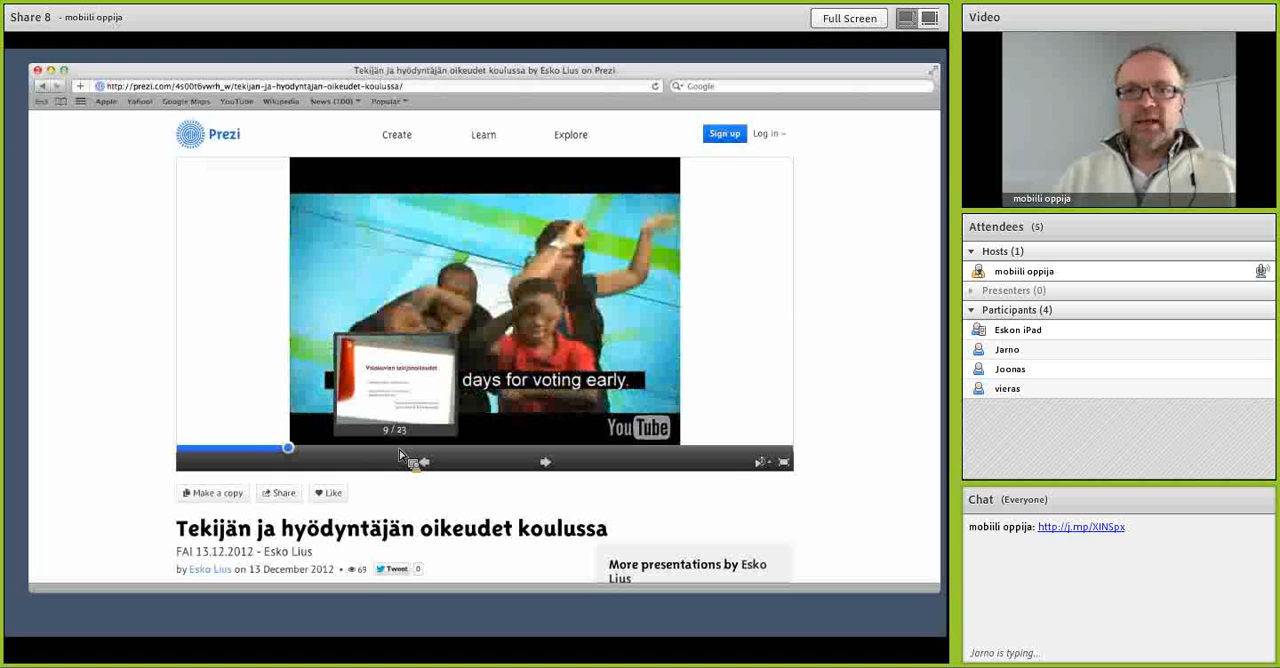 Share 8 - mobiili oppija
Full Screen
Tekijän ja hyödyntäjän oikeudet koulussa by Esko Lius on Prezi
http://prezi.com/4s00t6vwrh_w/tekijan-ja-hyodyntajan-oikeudet-koulussa/
Google
Apple Yahoo! Google Maps YouTube Wikipedia News (100) Popular
Prezi
Create Learn Explore
Sign up Log in
days for voting early.
Valokuvien tekijänoikeudet
9 / 23
YouTube
Make a copy Share Like
Tekijän ja hyödyntäjän oikeudet koulussa
FAI 13.12.2012 - Esko Lius
by Esko Lius on 13 December 2012 • 69 Tweet 0
More presentations by Esko
Lius
Video
mobiili oppija
Attendees (5)
Hosts (1)
mobiili oppija
Presenters (0)
Participants (4)
Eskon iPad
Jarno
Joonas
vieras
Chat (Everyone)
mobiili oppija: http://j.mp/XINSpx
Jarno is typing...